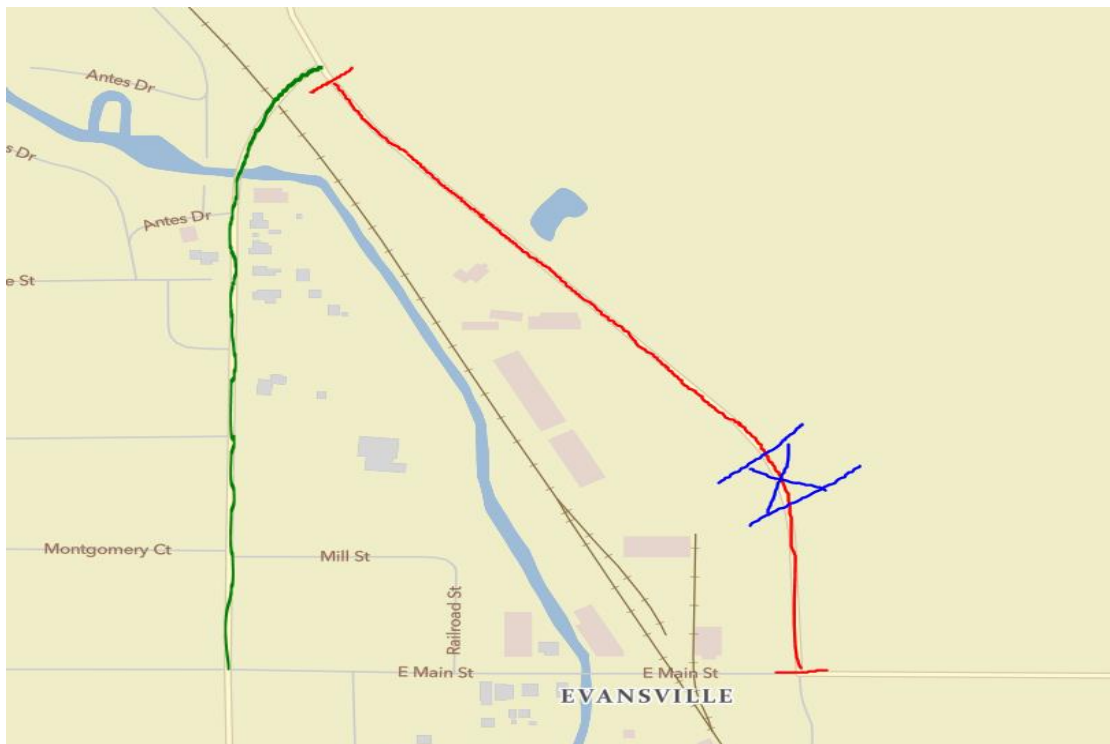 Antes Dr
s Dr
Antes Dr
e St
Montgomery Ct
Mill St
Railroad St
E Main St
E Main St
EVANSVILLE